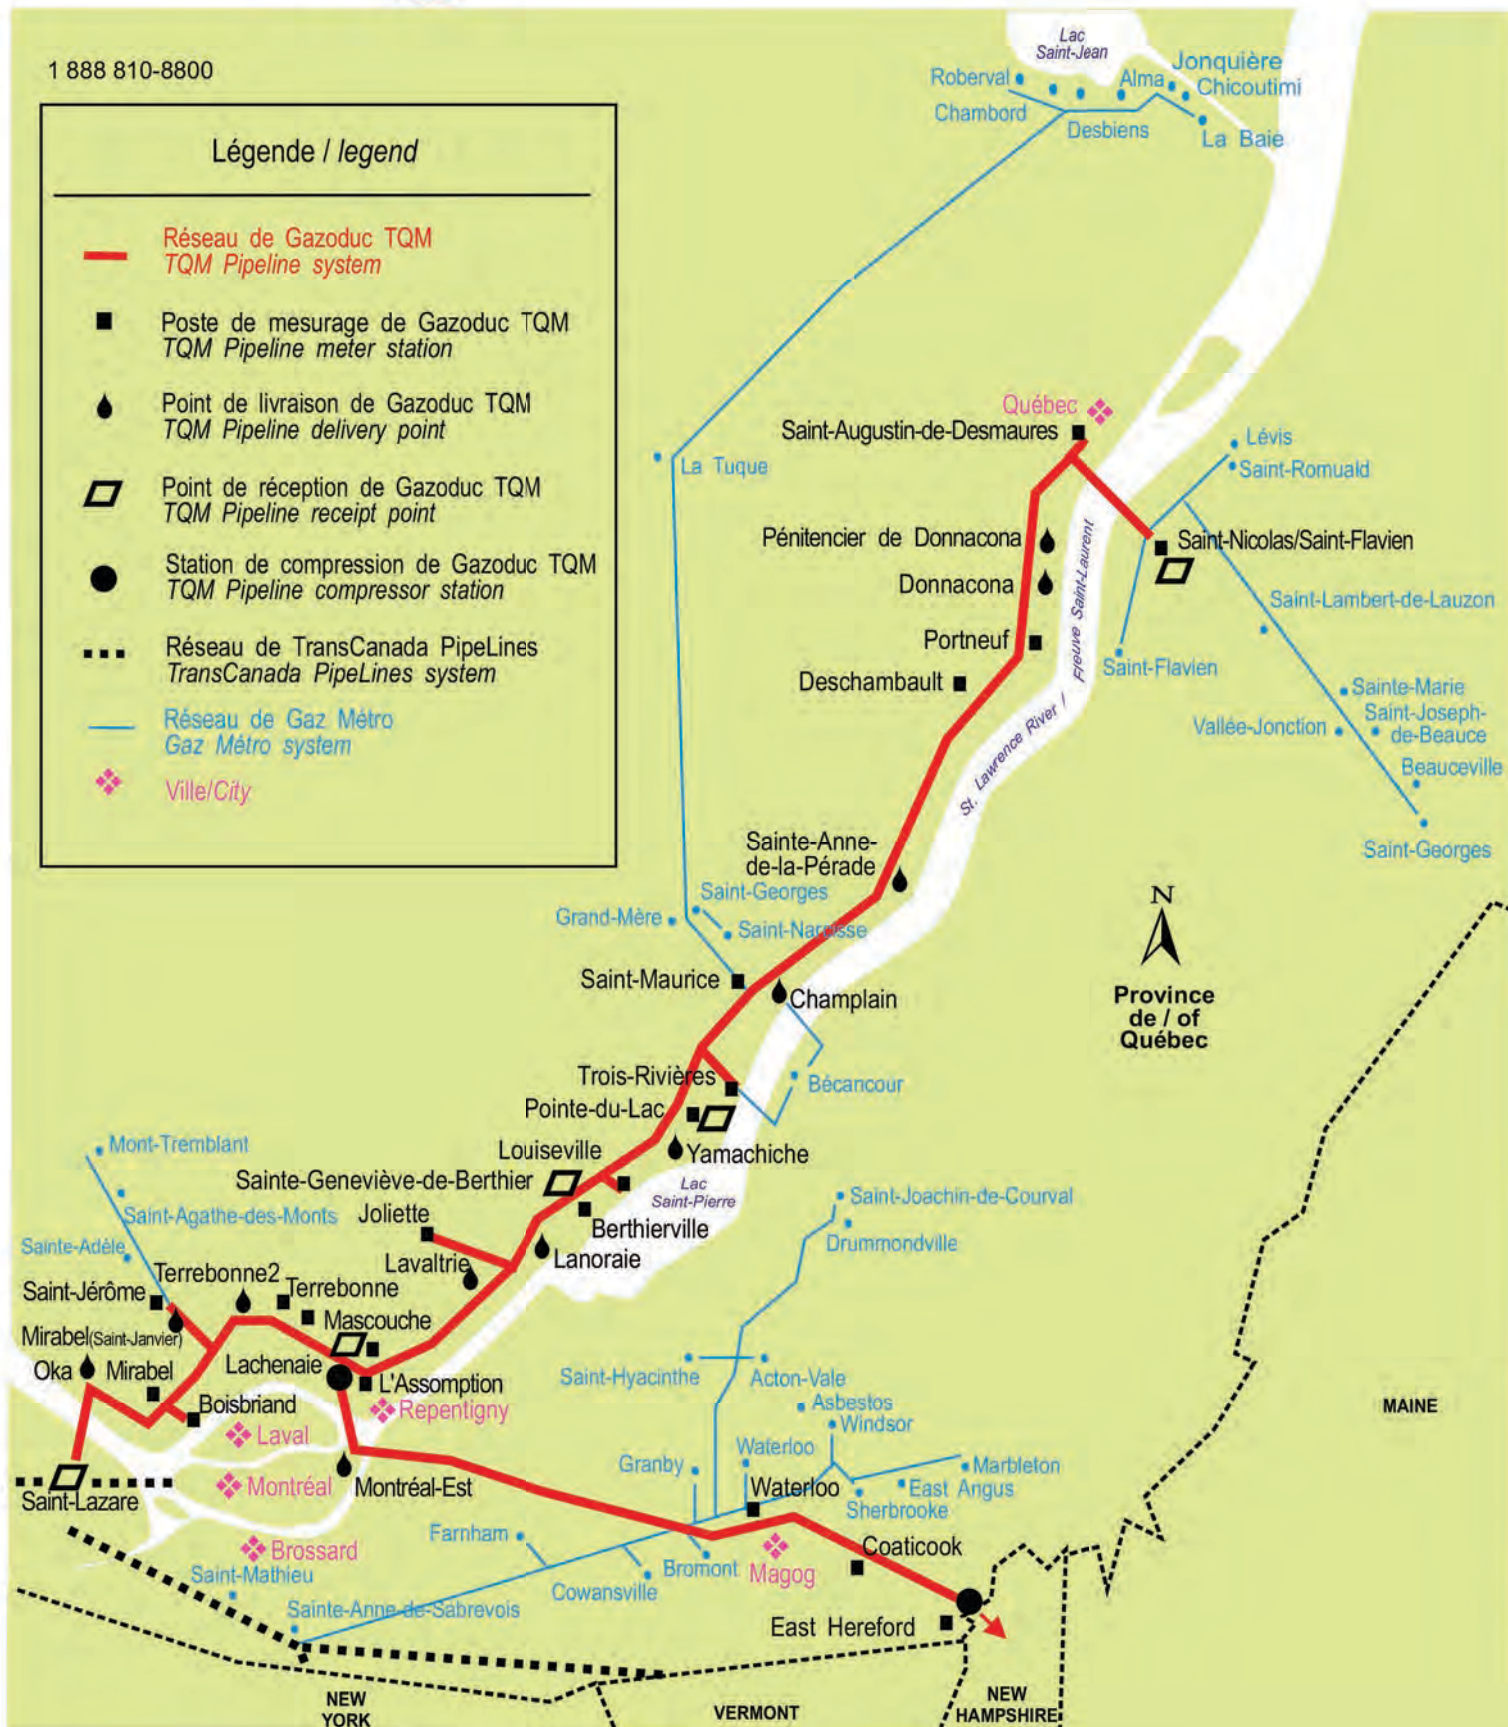 1 888 810-8800
Légende / legend
Réseau de Gazoduc TQM
TQM Pipeline system
Poste de mesurage de Gazoduc TQM
TQM Pipeline meter station
Point de livraison de Gazoduc TQM
TQM Pipeline delivery point
Point de réception de Gazoduc TQM
TQM Pipeline receipt point
Station de compression de Gazoduc TQM
TQM Pipeline compressor station
Réseau de TransCanada PipeLines
TransCanada PipeLines system
Réseau de Gaz Métro
Gaz Métro system
Ville/City
Lac
Saint-Jean
Roberval
Chambord
Desbiens
Alma
Jonquière
Chicoutimi
La Baie
La Tuque
Québec
Saint-Augustin-de-Desmaures
Lévis
Saint-Romuald
Pénitencier de Donnacona
Saint-Nicolas/Saint-Flavien
Donnacona
Saint-Lambert-de-Lauzon
Portneuf
Saint-Flavien
Deschambault
St. Lawrence River / Fleuve Saint-Laurent
Sainte-Marie
Vallée-Jonction
Saint-Joseph-
de-Beauce
Beauceville
Saint-Georges
Sainte-Anne-
de-la-Pérade
Saint-Georges
Grand-Mère
Saint-Narcisse
N
Province
de / of
Québec
Saint-Maurice
Champlain
Trois-Rivières
Bécancour
Pointe-du-Lac
Yamachiche
Louiseville
Sainte-Geneviève-de-Berthier
Lac
Saint-Pierre
Berthierville
Joliette
Lanoraie
Lavaltrie
Mont-Tremblant
Saint-Agathe-des-Monts
Sainte-Adèle
Saint-Jérôme
Terrebonne2
Terrebonne
Mascouche
Mirabel(Saint-Janvier)
Oka
Mirabel
Lachenaie
L'Assomption
Boisbriand
Repentigny
Laval
Montréal
Montréal-Est
Saint-Lazare
Brossard
Saint-Mathieu
Sainte-Anne-de-Sabrevois
Saint-Joachin-de-Courval
Drummondville
Saint-Hyacinthe
Acton-Vale
Asbestos
Windsor
Granby
Waterloo
Waterloo
Marbleton
East Angus
Sherbrooke
Farnham
Cowansville
Bromont
Magog
Coaticook
East Hereford
MAINE
NEW
YORK
VERMONT
NEW
HAMPSHIRE